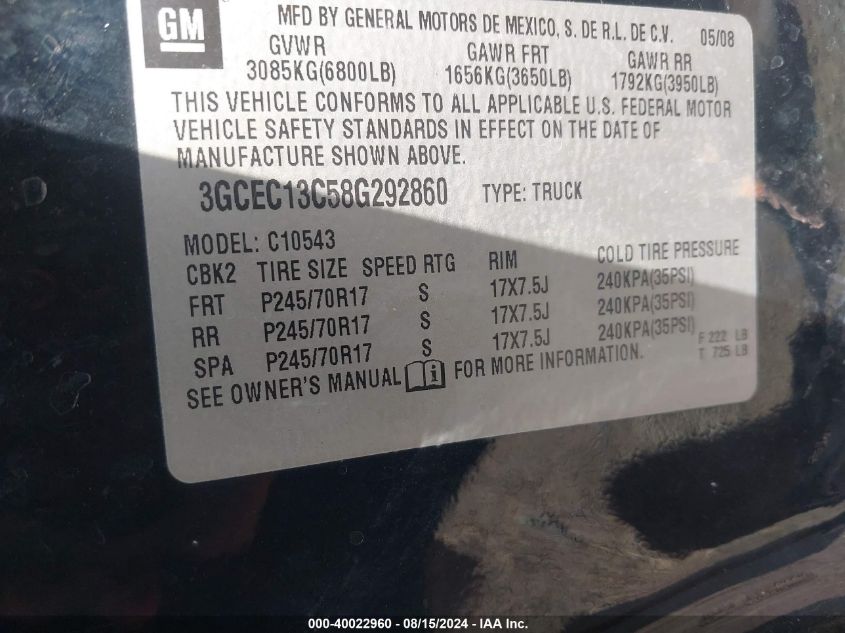 GM
MFD BY GENERAL MOTORS DE MEXICO, S. DE R.L. DE C.V. 05/08
GVWR GAWR FRT GAWR RR
3085KG(6800LB) 1656KG(3650LB) 1792KG(3950LB)
THIS VEHICLE CONFORMS TO ALL APPLICABLE U.S. FEDERAL MOTOR
VEHICLE SAFETY STANDARDS IN EFFECT ON THE DATE OF
MANUFACTURE SHOWN ABOVE.
3GCEC13C58G292860 TYPE: TRUCK
MODEL: C10543
CBK2 TIRE SIZE SPEED RTG RIM COLD TIRE PRESSURE
FRT P245/70R17 S 17X7.5J 240KPA(35PSI)
RR P245/70R17 S 17X7.5J 240KPA(35PSI)
SPA P245/70R17 S 17X7.5J 240KPA(35PSI)
F 222 LB
T 725 LB
SEE OWNER'S MANUAL i FOR MORE INFORMATION.
000-40022960 - 08/15/2024 - IAA Inc.